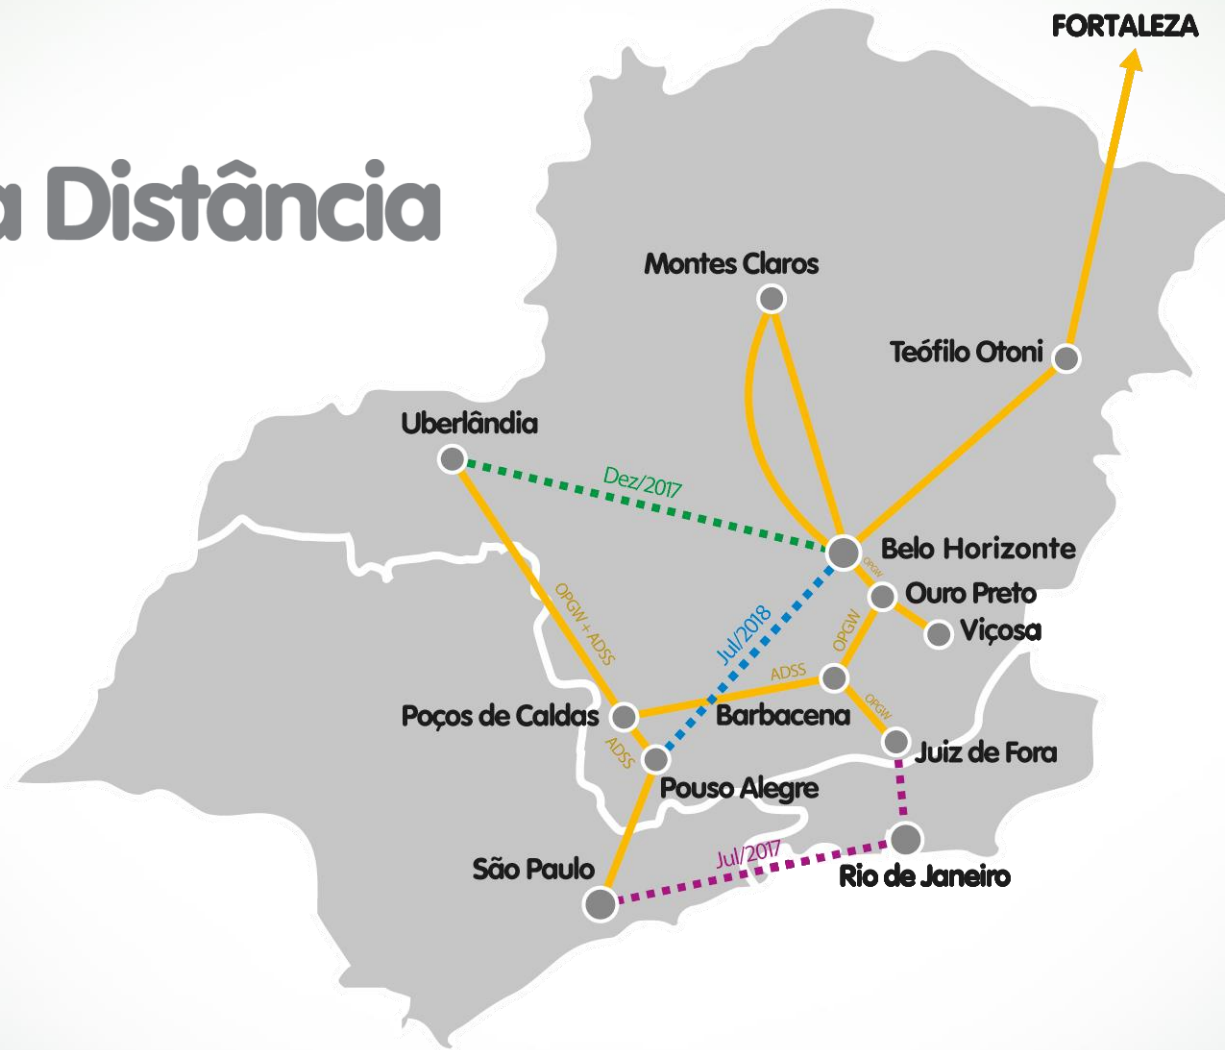 FORTALEZA
a Distância
Montes Claros
Teófilo Otoni
Uberlândia
Dez/2017
Belo Horizonte
OPGW
Ouro Preto
OPGW + ADSS
Jul/2018
OPGW
Viçosa
ADSS
Poços de Caldas
Barbacena
OPGW
ADSS
Juiz de Fora
Pouso Alegre
Jul/2017
São Paulo
Rio de Janeiro